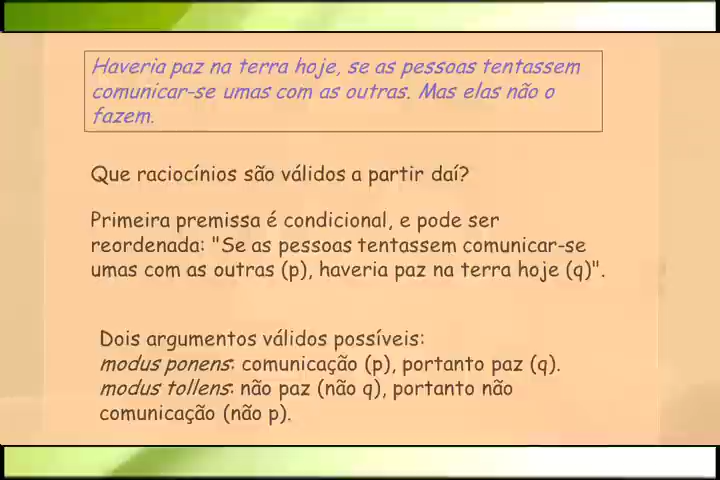 Haveria paz na terra hoje, se as pessoas tentassem
comunicar-se umas com as outras. Mas elas não o
fazem.
Que raciocínios são válidos a partir daí?
Primeira premissa é condicional, e pode ser
reordenada: "Se as pessoas tentassem comunicar-se
umas com as outras (p), haveria paz na terra hoje (q)".
Dois argumentos válidos possíveis:
modus ponens: comunicação (p), portanto paz (q).
modus tollens: não paz (não q), portanto não
comunicação (não p).